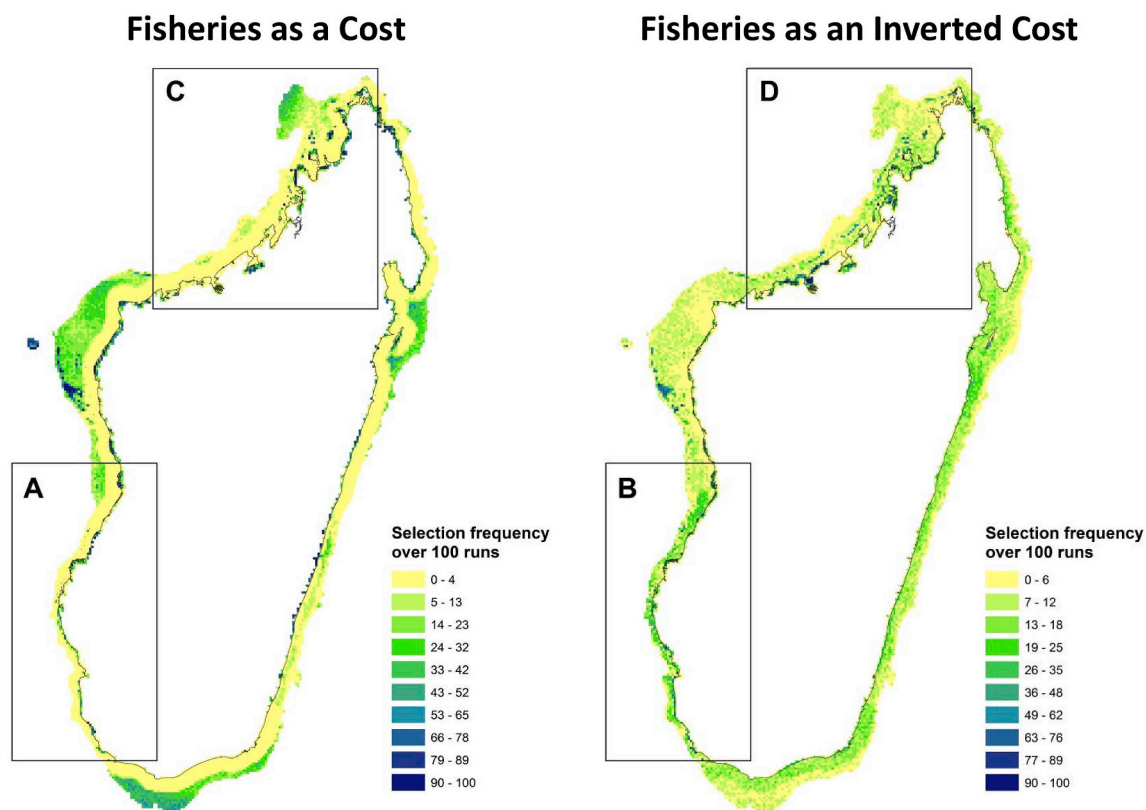 Fisheries as a Cost
Fisheries as an Inverted Cost
C
D
A
B
Selection frequency
over 100 runs
0 - 4
5 - 13
14 - 23
24 - 32
33 - 42
43 - 52
53 - 65
66 - 78
79 - 89
90 - 100
Selection frequency
over 100 runs
0 - 6
7 - 12
13 - 18
19 - 25
26 - 35
36 - 48
49 - 62
63 - 76
77 - 89
90 - 100